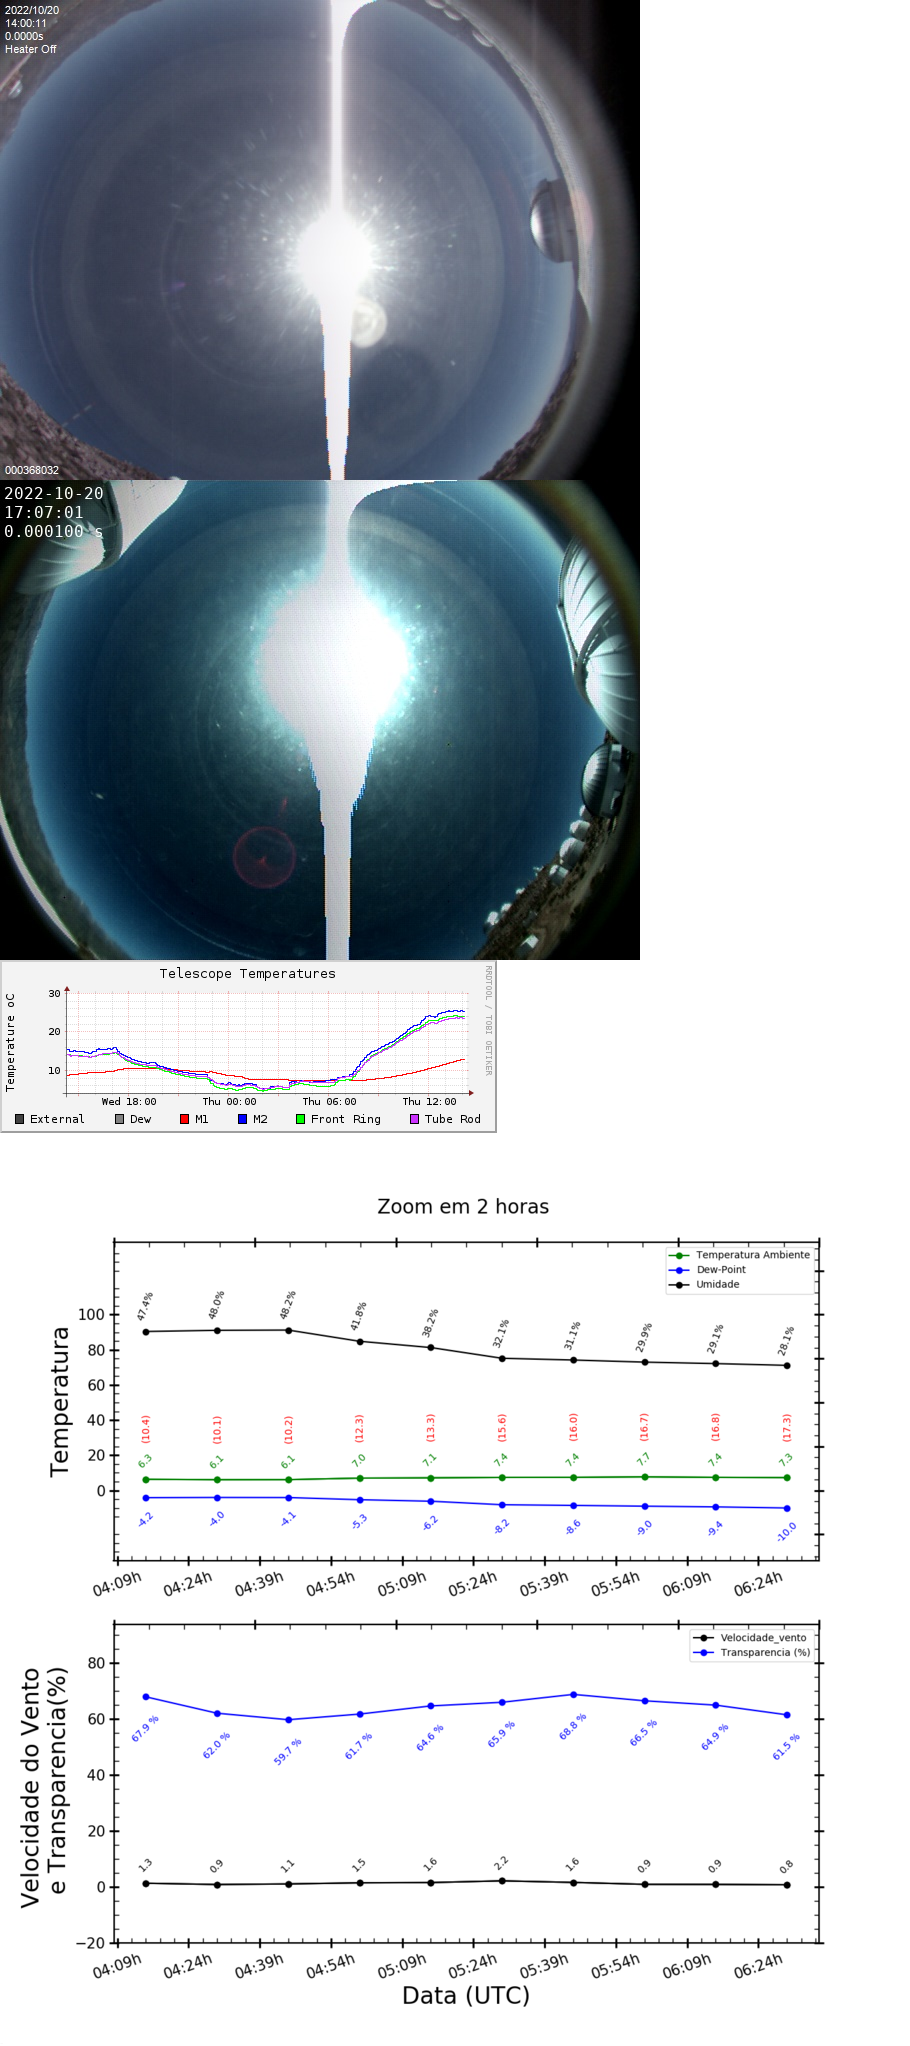 2022/10/20
14:00:11
0.0000s
Heater Off
000368032
2022-10-20
17:07:01
0.000100 s
Telescope Temperatures
RRDTOOL / TOBI OETIKER
Temperature oC
30
20
10
Wed 18:00 Thu 00:00 Thu 06:00 Thu 12:00
External Dew M1 M2 Front Ring Tube Rod
Zoom em 2 horas
Temperatura Ambiente
Dew-Point
Umidade
Temperatura
100
80
60
40
20
0
47.4% 48.0% 48.2% 41.8% 38.2% 32.1% 31.1% 29.9% 29.1% 28.1%
(10.4) (10.1) (10.2) (12.3) (13.3) (15.6) (16.0) (16.7) (16.8) (17.3)
6.3 6.1 6.1 7.0 7.1 7.4 7.4 7.7 7.4 7.3
-4.2 -4.0 -4.1 -5.3 -6.2 -8.2 -8.6 -9.0 -9.4 -10.0
04:09h 04:24h 04:39h 04:54h 05:09h 05:24h 05:39h 05:54h 06:09h 06:24h
Velocidade_vento
Transparencia (%)
Velocidade do Vento
e Transparencia(%)
80
60
40
20
0
−20
67.9 % 62.0 % 59.7 % 61.7 % 64.6 % 65.9 % 68.8 % 66.5 % 64.9 % 61.5 %
1.3 0.9 1.1 1.5 1.6 2.2 1.6 0.9 0.9 0.8
04:09h 04:24h 04:39h 04:54h 05:09h 05:24h 05:39h 05:54h 06:09h 06:24h
Data (UTC)